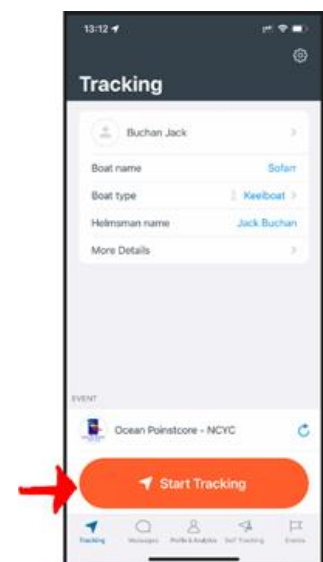 13:12
Tracking
Buchan Jack
Boat name Sofarr
Boat type Keelboat
Helmsman name Jack Buchan
More Details
EVENT
Ocean Poinstcore - NCYC
Start Tracking
Tracking Messages Profile & Analytics Self Tracking Events